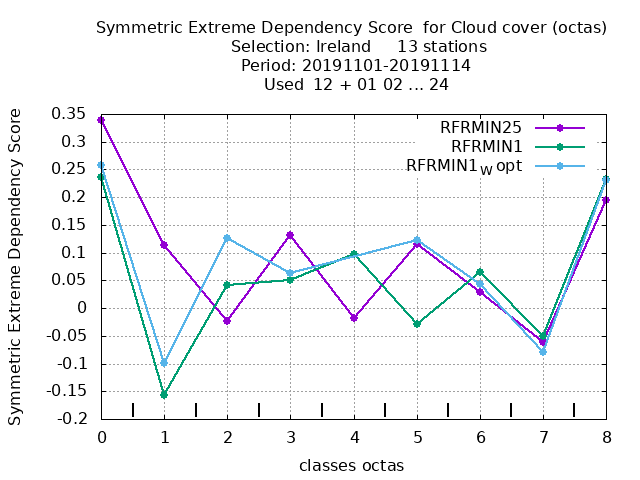 Symmetric Extreme Dependency Score for Cloud cover (octas)
Selection: Ireland 13 stations
Period: 20191101-20191114
Used 12 + 01 02 ... 24
Symmetric Extreme Dependency Score
0.35
0.3
0.25
0.2
0.15
0.1
0.05
0
-0.05
-0.1
-0.15
-0.2
RFRMIN25
RFRMIN1
RFRMIN1W opt
0 1 2 3 4 5 6 7 8
classes octas